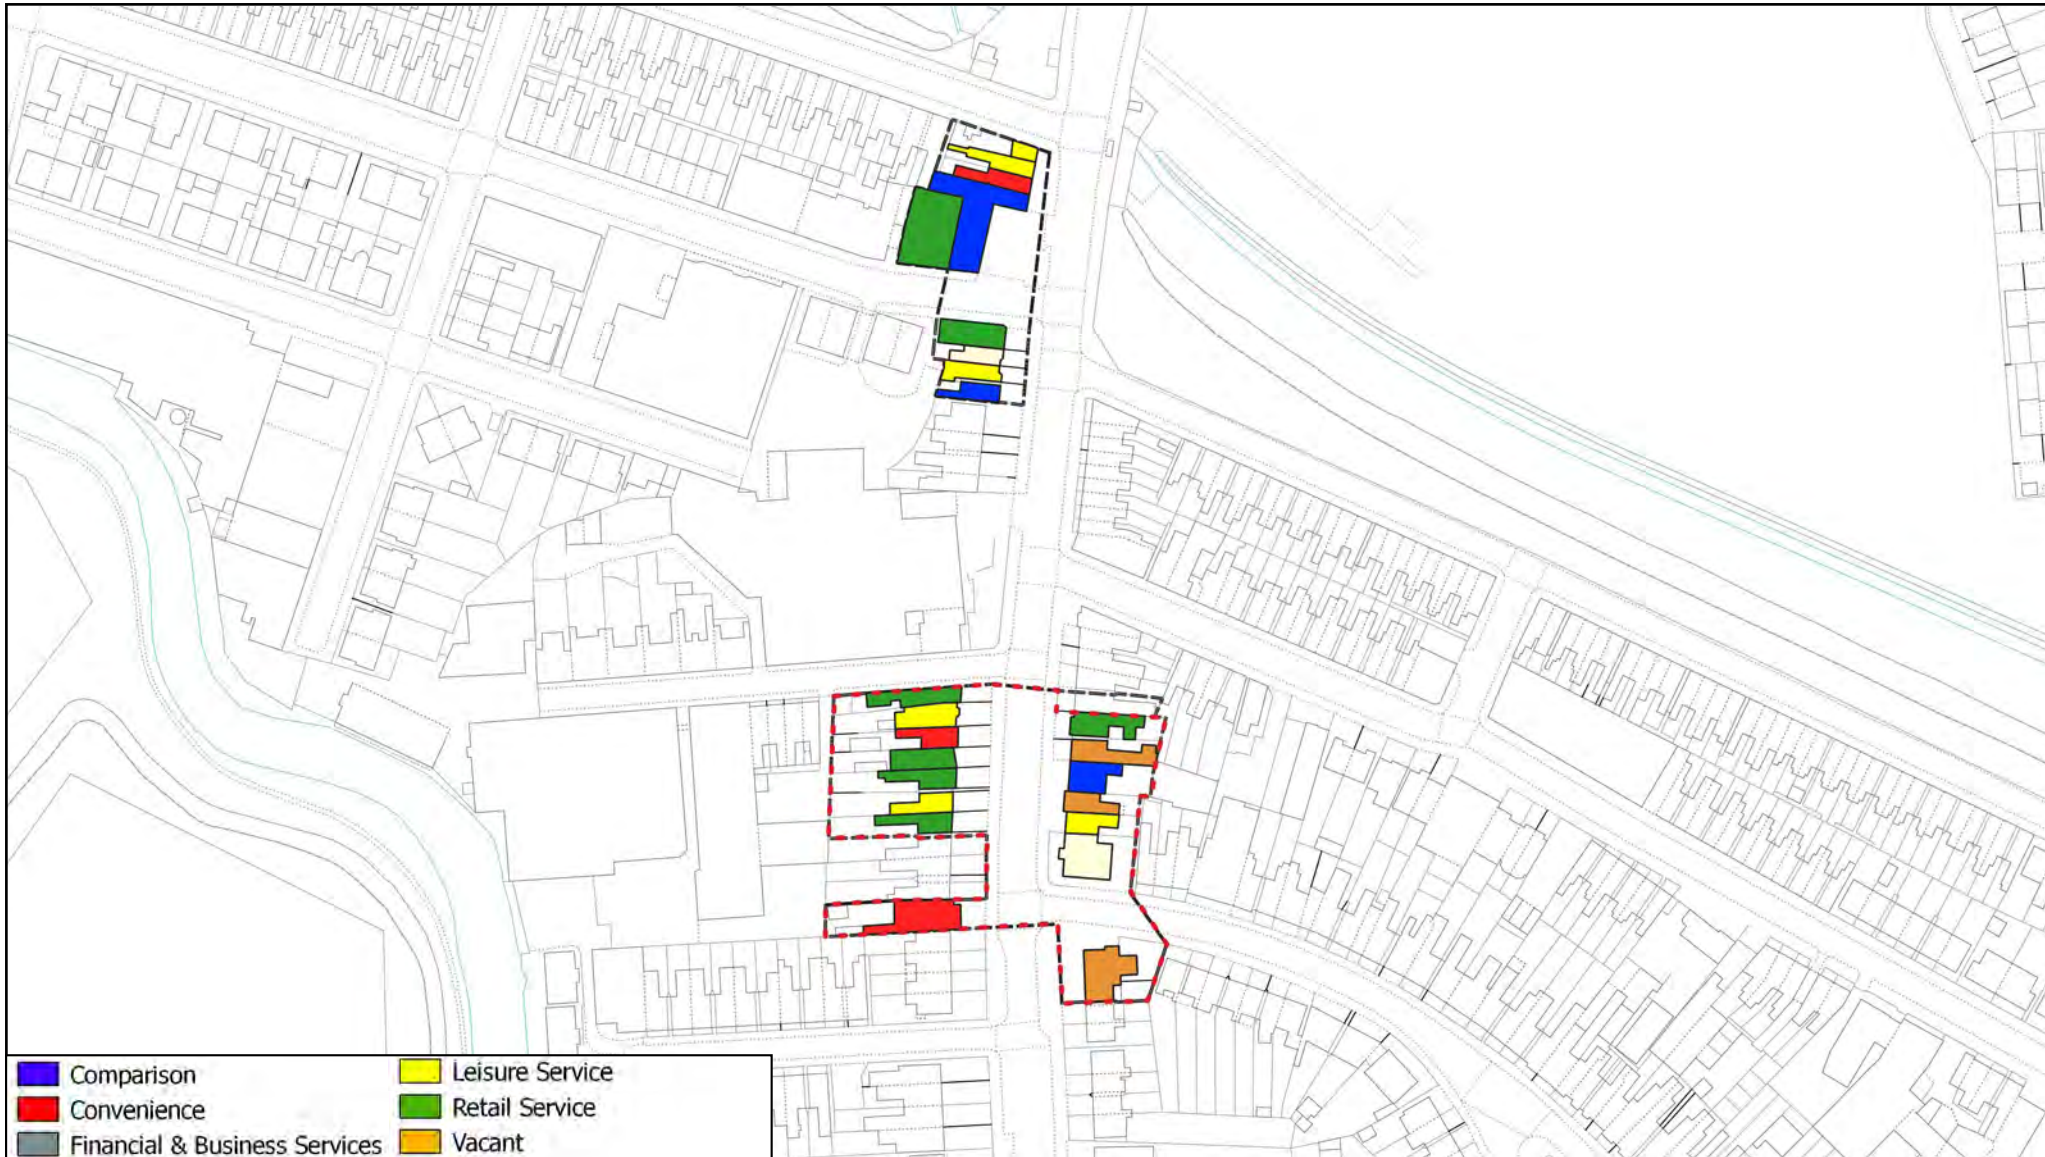 Comparison
Convenience
Financial & Business Services
Leisure Service
Retail Service
Vacant